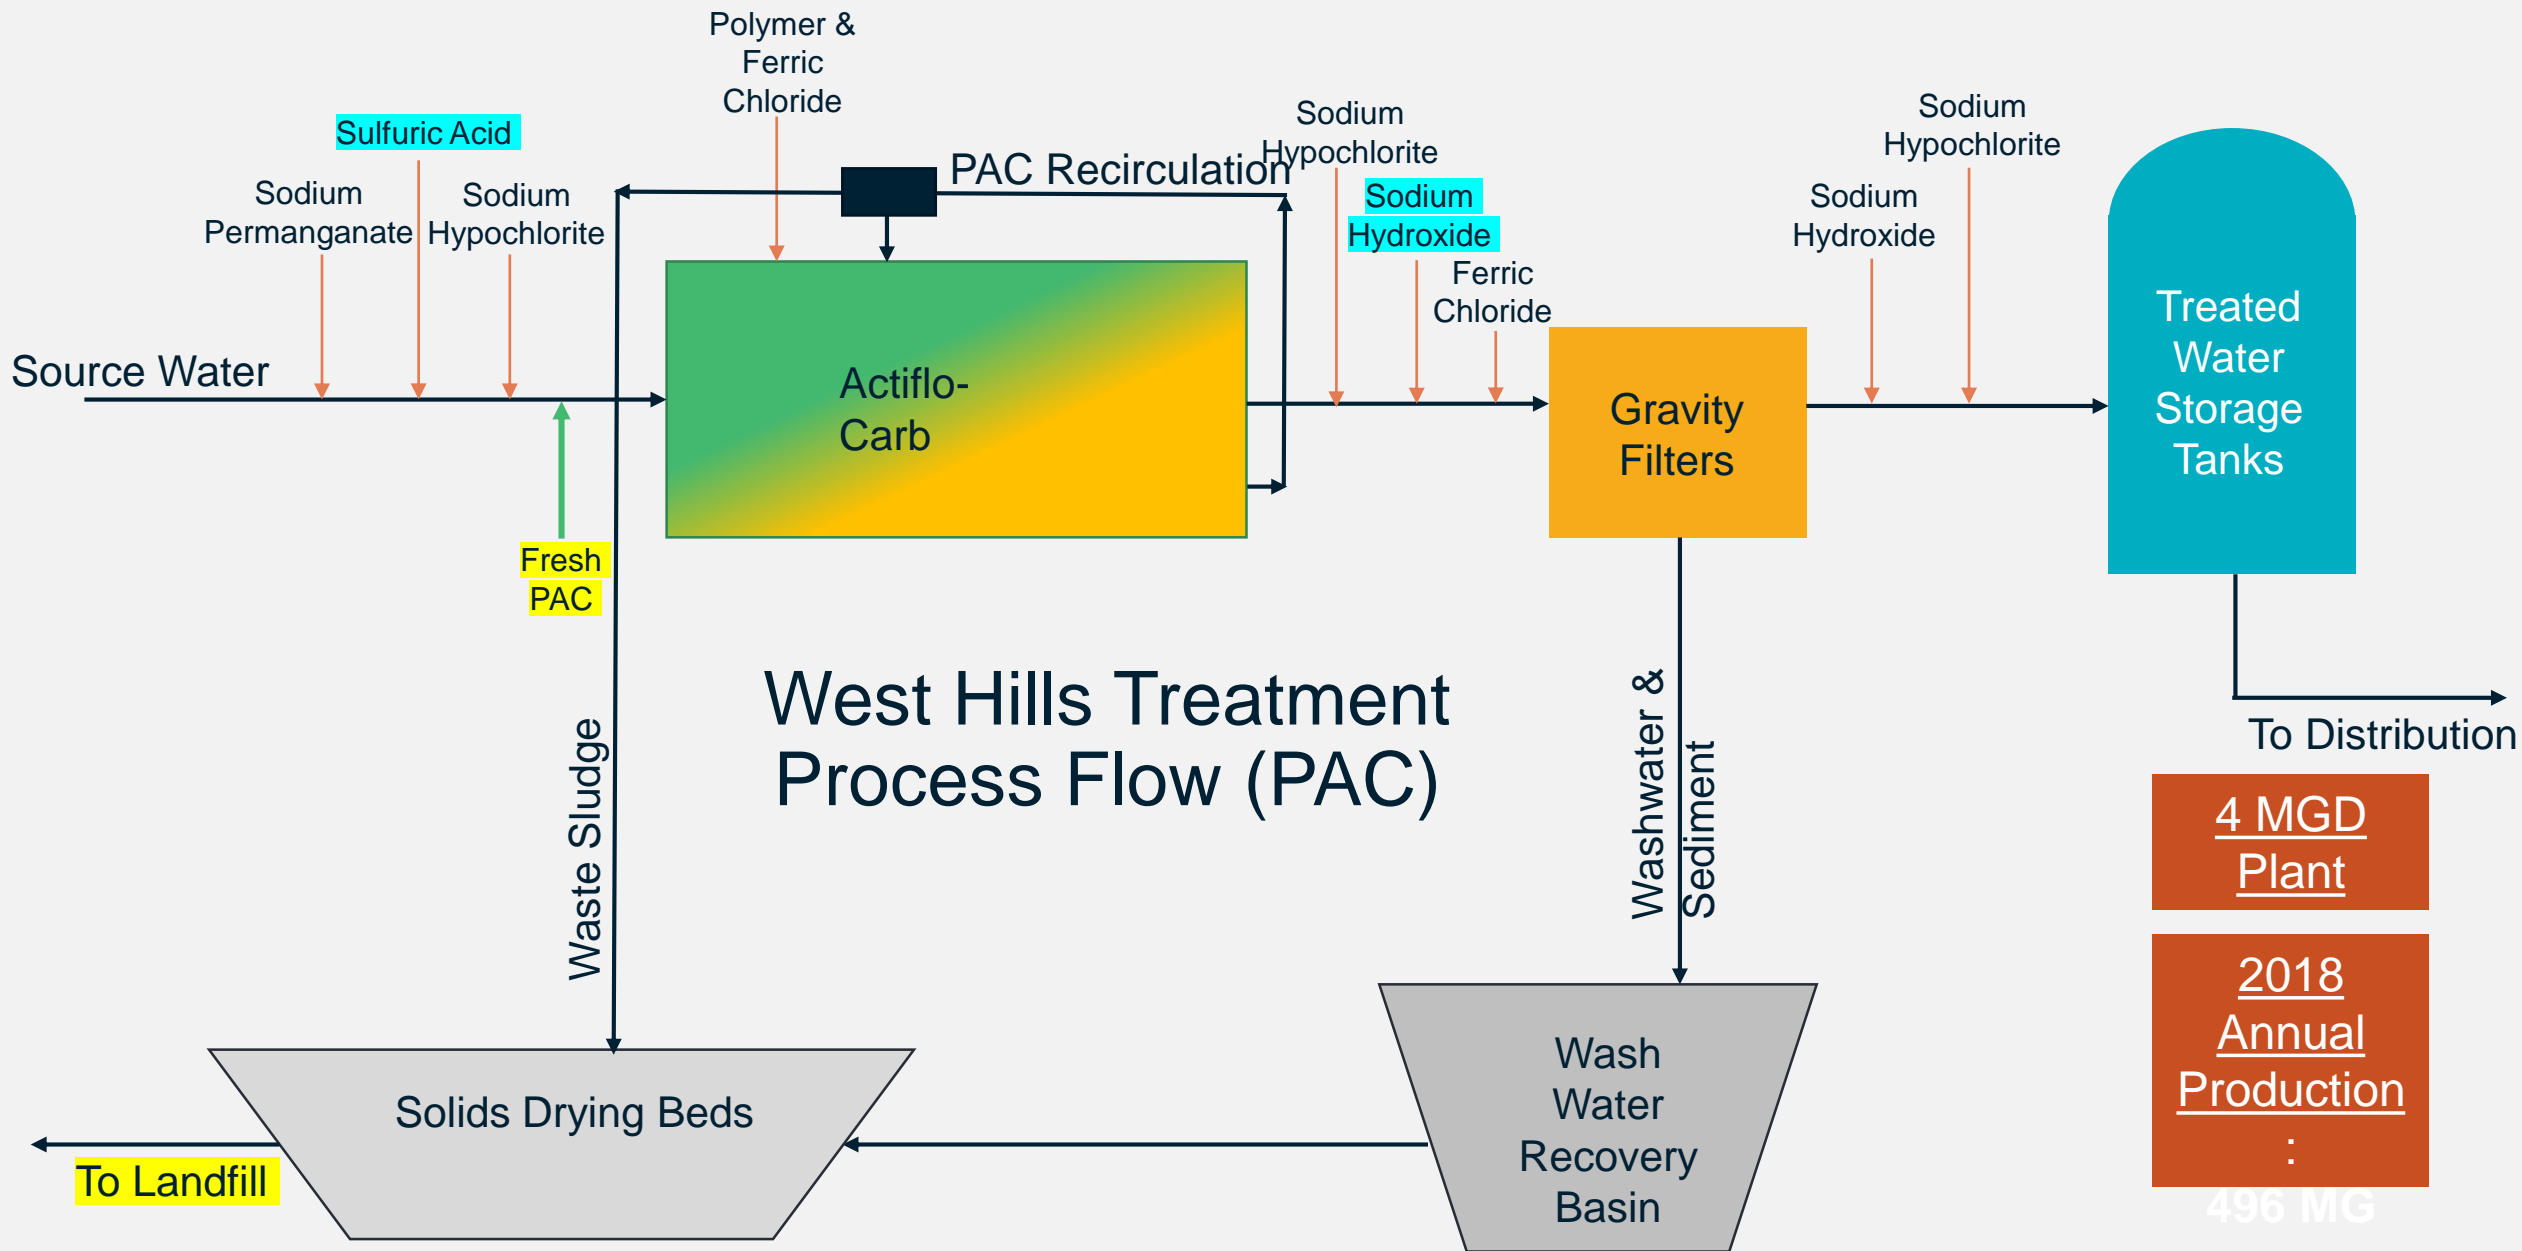 Polymer &
Ferric
Chloride
Sulfuric Acid
Sodium
Permanganate
Sodium
Hypochlorite
PAC Recirculation
Sodium
Hypochlorite
Sodium
Hydroxide
Ferric
Chloride
Sodium
Hydroxide
Sodium
Hypochlorite
Source Water
Actiflo-
Carb
Gravity
Filters
Treated
Water
Storage
Tanks
Fresh
PAC
West Hills Treatment
Process Flow (PAC)
Waste Sludge
Washwater &
Sediment
To Distribution
4 MGD
Plant
2018
Annual
Production
:
496 MG
Solids Drying Beds
Wash
Water
Recovery
Basin
To Landfill